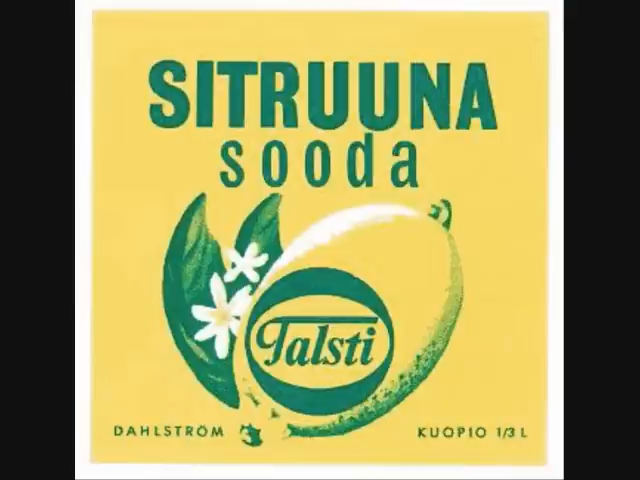 SITRUUNA
sooda
Talsti
DAHLSTRÖM
KUOPIO 1/3 L